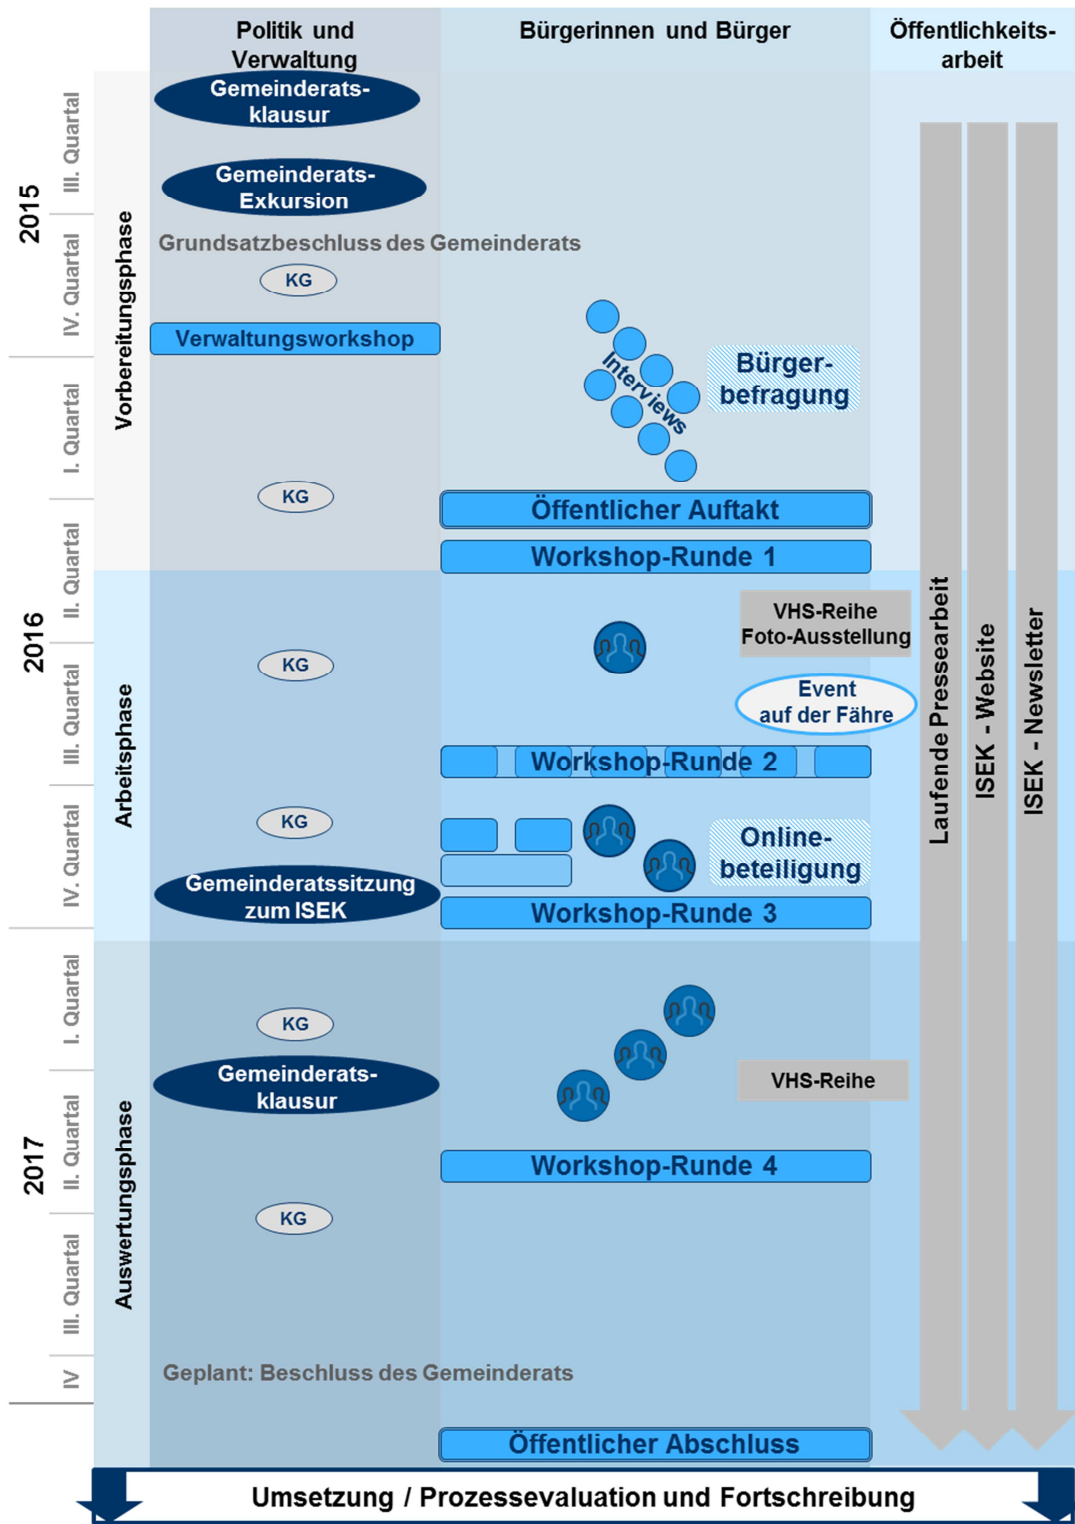 Politik und
Verwaltung
Bürgerinnen und Bürger
Öffentlichkeits-
arbeit
2015
III. Quartal
IV. Quartal
2016
I. Quartal
II. Quartal
III. Quartal
IV. Quartal
2017
I. Quartal
II. Quartal
III. Quartal
IV
Vorbereitungsphase
Arbeitsphase
Auswertungsphase
Gemeinderats-
klausur
Gemeinderats-
Exkursion
Grundsatzbeschluss des Gemeinderats
KG
Verwaltungsworkshop
Interviews
Bürger-
befragung
KG
Öffentlicher Auftakt
Workshop-Runde 1
VHS-Reihe
Foto-Ausstellung
KG
Event
auf der Fähre
Workshop-Runde 2
KG
Online-
beteiligung
Gemeinderatssitzung
zum ISEK
Workshop-Runde 3
KG
Gemeinderats-
klausur
VHS-Reihe
Workshop-Runde 4
KG
Geplant: Beschluss des Gemeinderats
Öffentlicher Abschluss
Laufende Pressearbeit
ISEK - Website
ISEK - Newsletter
Umsetzung / Prozessevaluation und Fortschreibung